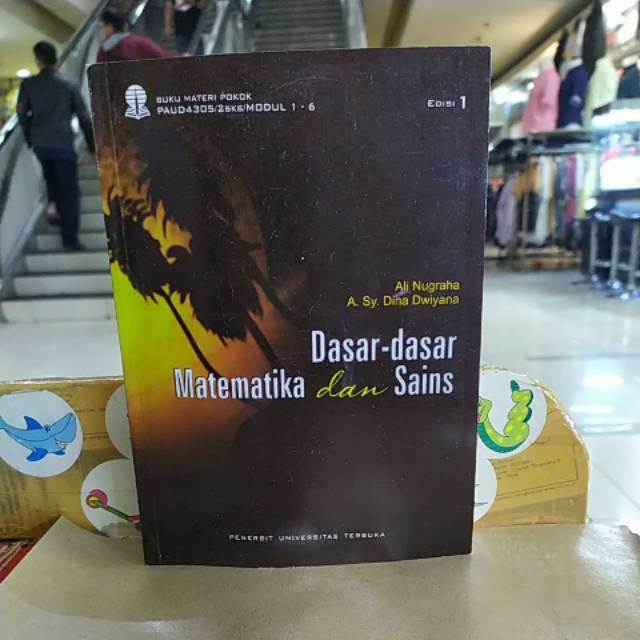 BUKU MATERI POKOK
PAUD4305/2SKS/MODUL 1 - 6
EDISI 1
Ali Nugraha
A. Sy. Dina Dwiyana
Dasar-dasar
Matematika dan Sains
PENERBIT UNIVERSITAS TERBUKA